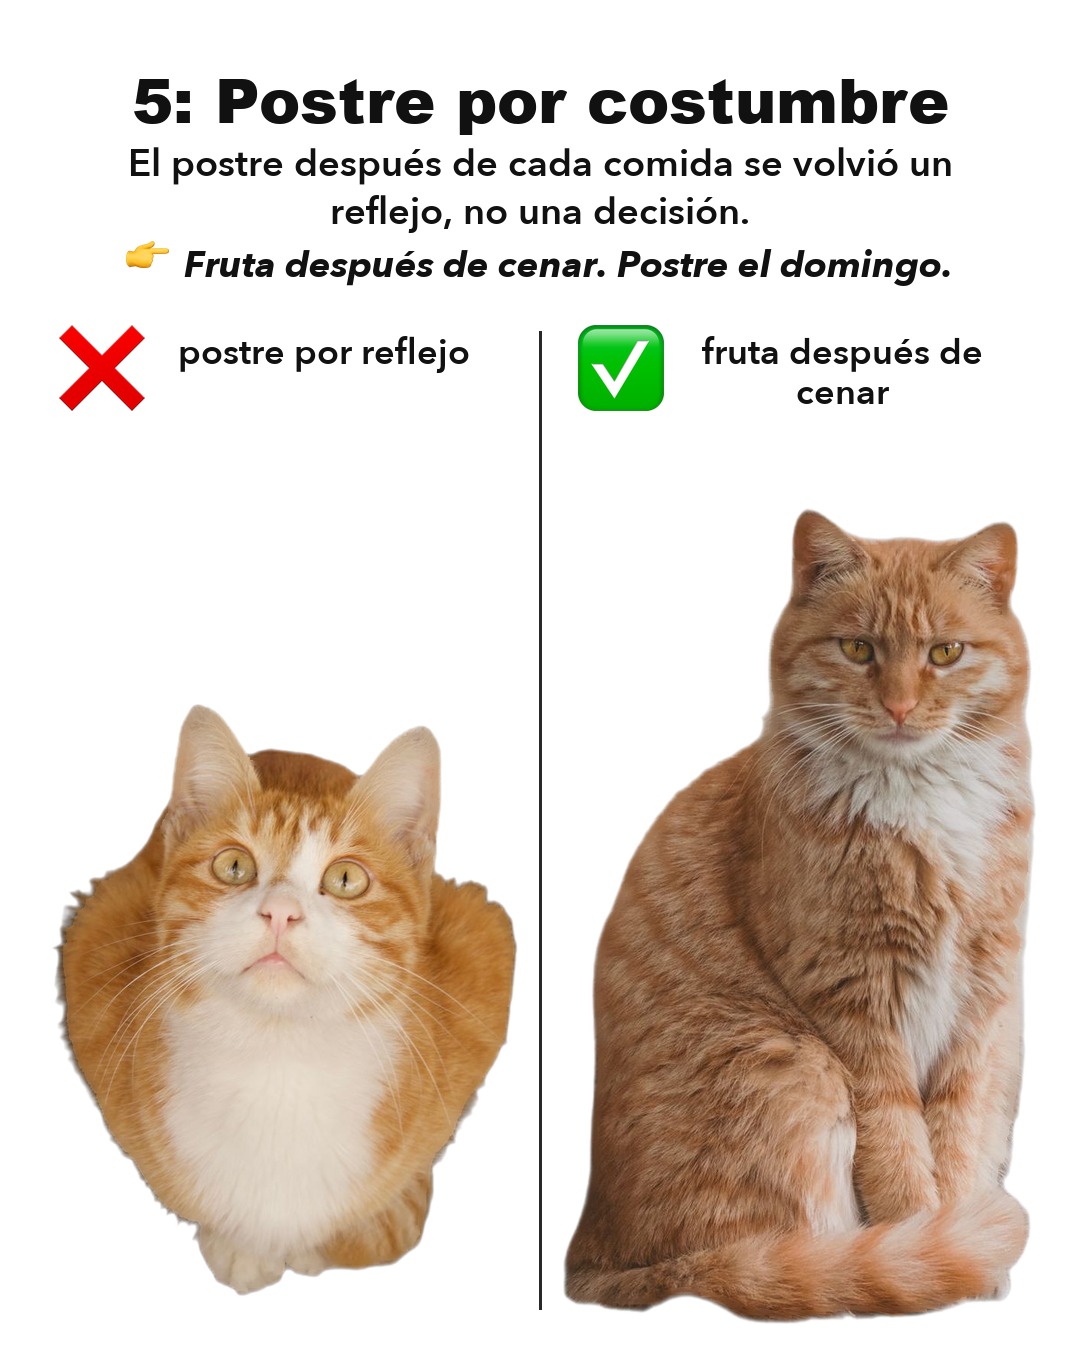 5: Postre por costumbre
El postre después de cada comida se volvió un
reflejo, no una decisión.
👉 Fruta después de cenar. Postre el domingo.
❌ postre por reflejo
✅ fruta después de
cenar